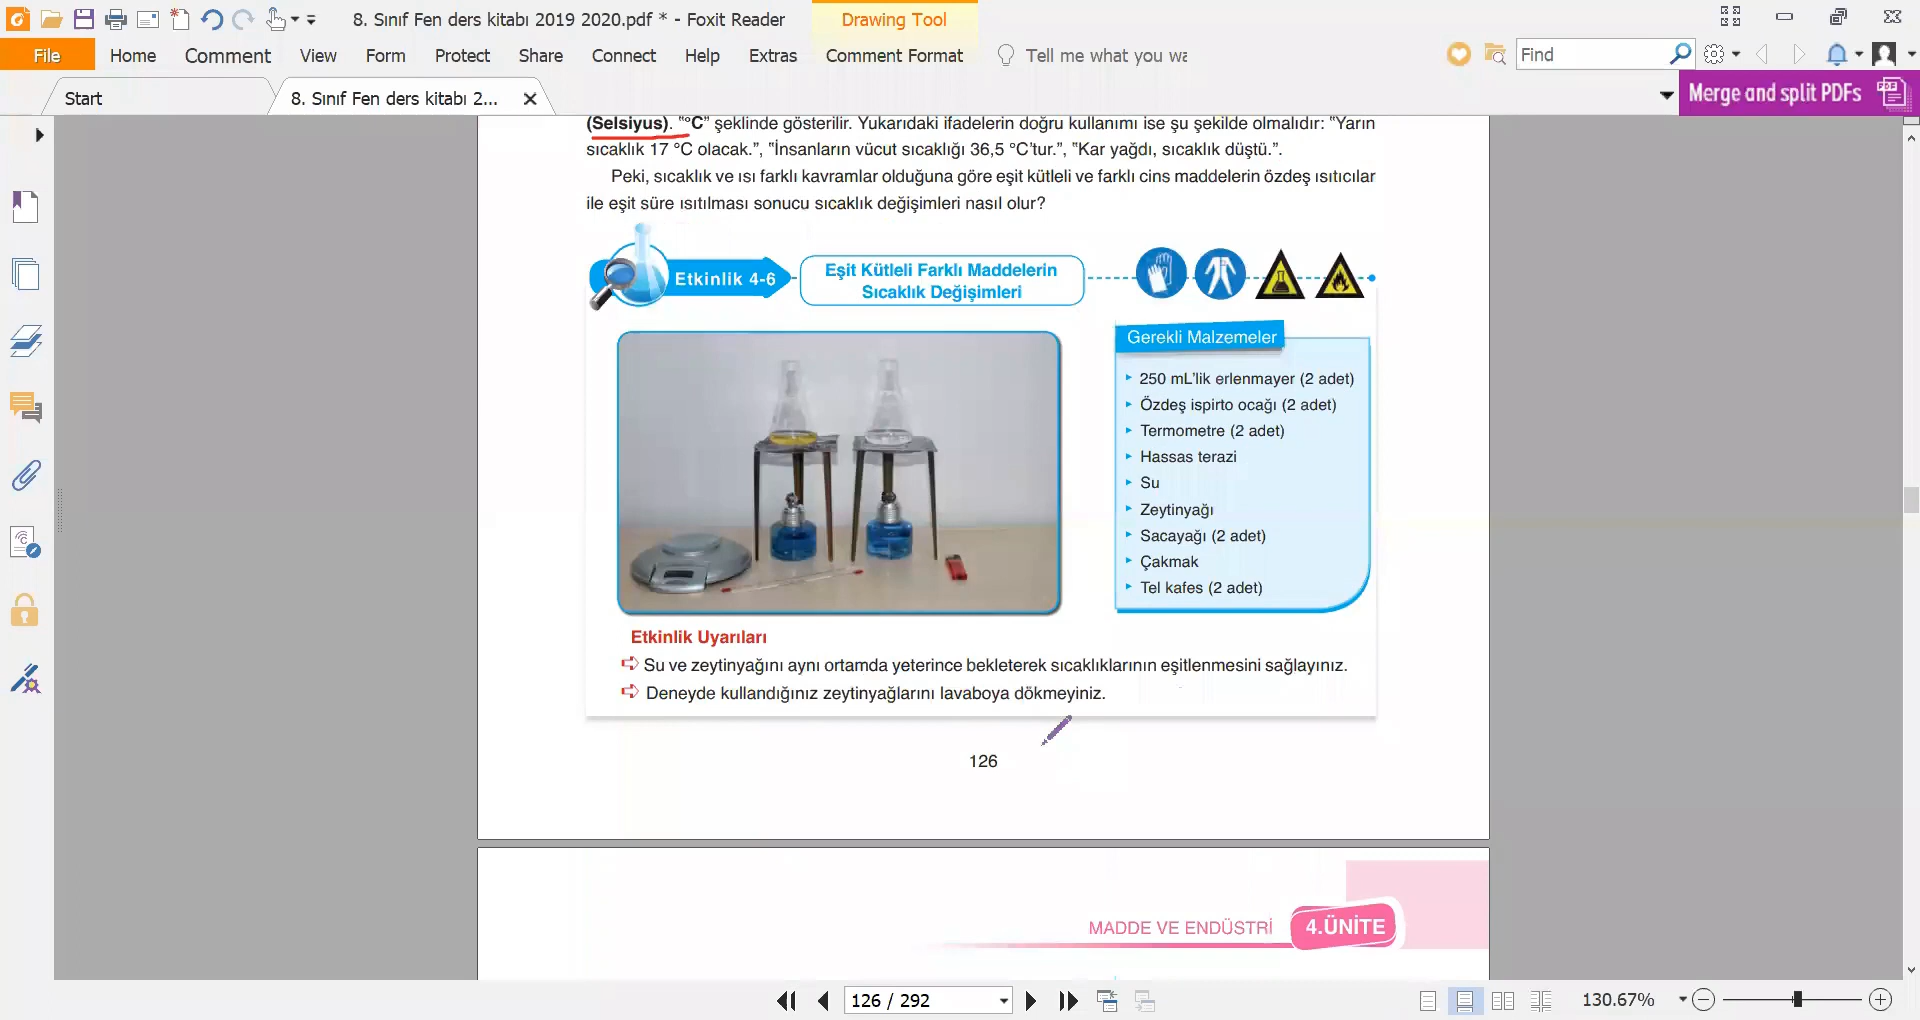 8. Sınıf Fen ders kitabı 2019 2020.pdf * - Foxit Reader
Drawing Tool
File
Home
Comment
View
Form
Protect
Share
Connect
Help
Extras
Comment Format
Tell me what you wa
Find
Start
8. Sınıf Fen ders kitabı 2...
Merge and split PDFs
PDF
(Selsiyus). "°C" şeklinde gösterilir. Yukarıdaki ifadelerin doğru kullanımı ise şu şekilde olmalıdır: "Yarın
sıcaklık 17 °C olacak.", "İnsanların vücut sıcaklığı 36,5 °C'tur.", "Kar yağdı, sıcaklık düştü.".
Peki, sıcaklık ve ısı farklı kavramlar olduğuna göre eşit kütleli ve farklı cins maddelerin özdeş ısıtıcılar
ile eşit süre ısıtılması sonucu sıcaklık değişimleri nasıl olur?
Etkinlik 4-6
Eşit Kütleli Farklı Maddelerin
Sıcaklık Değişimleri
Gerekli Malzemeler
250 mL'lik erlenmayer (2 adet)
Özdeş ispirto ocağı (2 adet)
Termometre (2 adet)
Hassas terazi
Su
Zeytinyağı
Sacayağı (2 adet)
Çakmak
Tel kafes (2 adet)
Etkinlik Uyarıları
Su ve zeytinyağını aynı ortamda yeterince bekleterek sıcaklıklarının eşitlenmesini sağlayınız.
Deneyde kullandığınız zeytinyağlarını lavaboya dökmeyiniz.
126
MADDE VE ENDÜSTRİ
4.ÜNİTE
126 / 292
130.67%